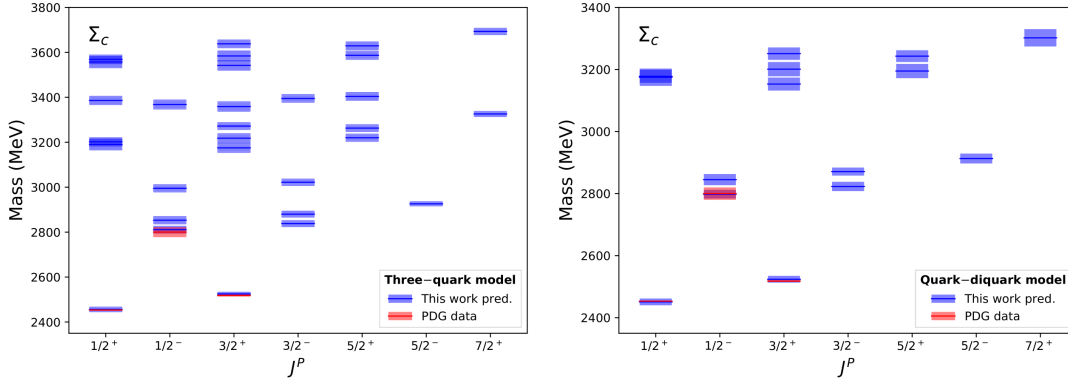 Σc
Mass (MeV)
3800
3600
3400
3200
3000
2800
2600
2400
Three−quark model
This work pred.
PDG data
1/2⁺ 1/2⁻ 3/2⁺ 3/2⁻ 5/2⁺ 5/2⁻ 7/2⁺
Jᴾ
Σc
Mass (MeV)
3400
3200
3000
2800
2600
2400
Quark−diquark model
This work pred.
PDG data
1/2⁺ 1/2⁻ 3/2⁺ 3/2⁻ 5/2⁺ 5/2⁻ 7/2⁺
Jᴾ